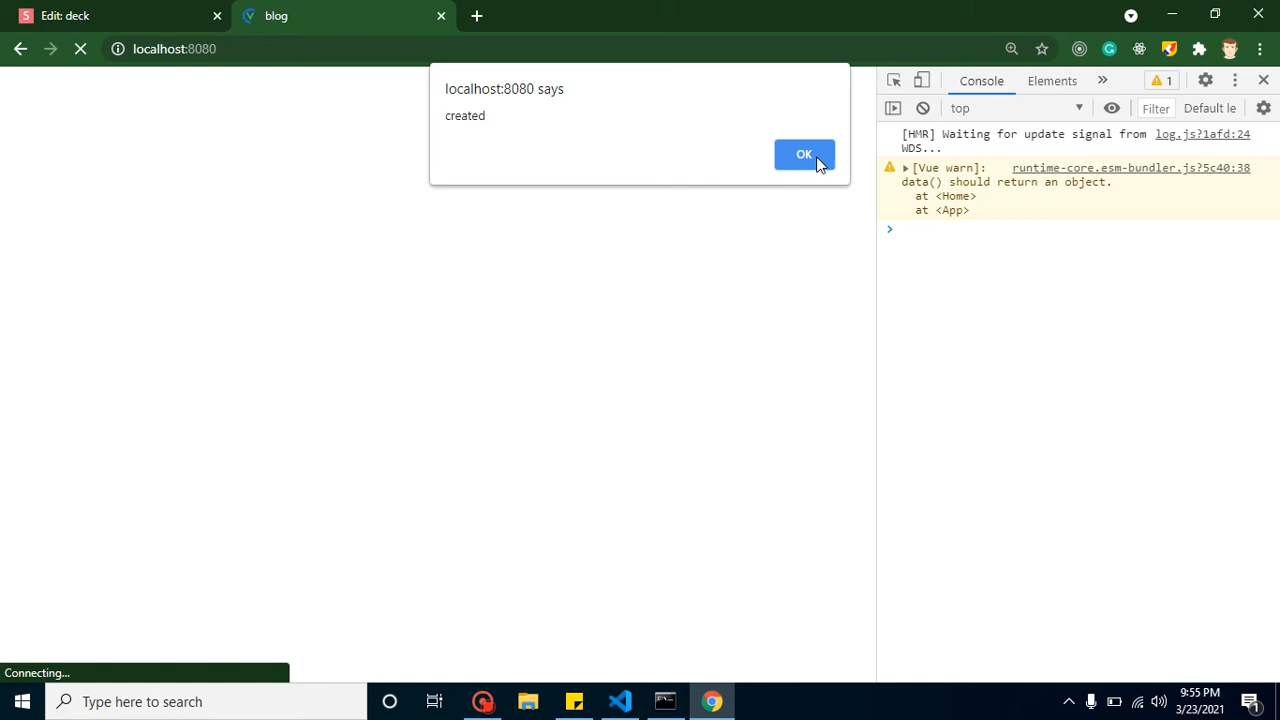 Edit: deck
blog
localhost:8080
localhost:8080 says
created
OK
Console
Elements
1
top
Filter
Default le
[HMR] Waiting for update signal from log.js?1afd:24
WDS...
[Vue warn]: runtime-core.esm-bundler.js?5c40:38
data() should return an object.
at <Home>
at <App>
Connecting...
Type here to search
9:55 PM
3/23/2021
1